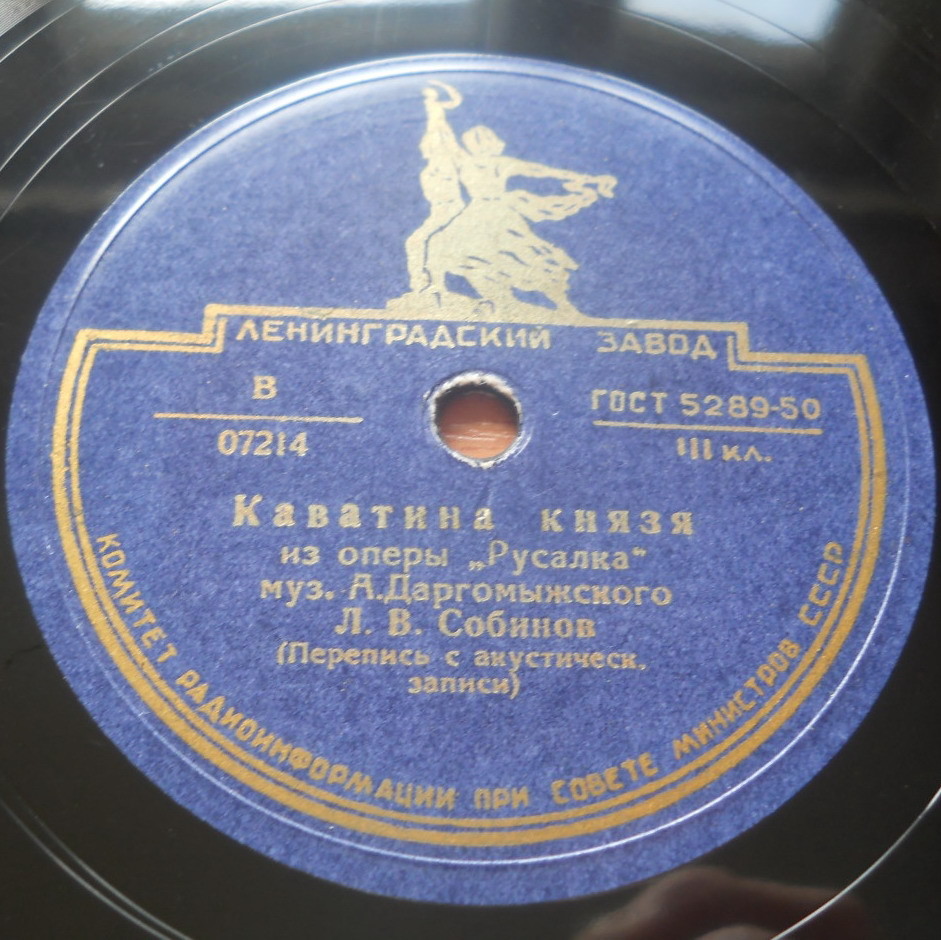 ЛЕНИНГРАДСКИЙ ЗАВОД
В
07214
ГОСТ 5289-50
III кл.
Каватина князя
из оперы „Русалка“
муз. А.Даргомыжского
Л. В. Собинов
(Перепись с акустическ.
записи)
КОМИТЕТ РАДИОИНФОРМАЦИИ ПРИ СОВЕТЕ МИНИСТРОВ СССР